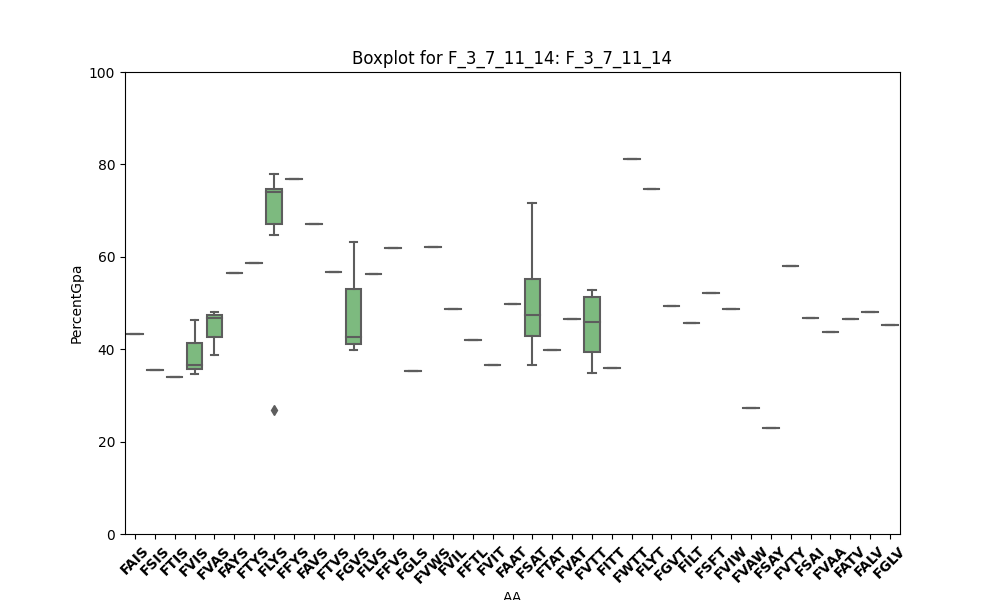 Boxplot for F_3_7_11_14: F_3_7_11_14
PercentGpa
100
80
60
40
20
0
FAIS FSIS FTIS FVIS FVAS FAYS FTYS FLYS FFYS FAVS FTVS FGVS FLVS FFVS FGLS FVWS FVIL FFTL FVIT FAAT FSAT FTAT FVAT FVTT FITT FWTT FLYT FGVT FILT FSFT FVIW FVAW FSAY FVTY FSAI FVAA FATV FALV FGLV
AA